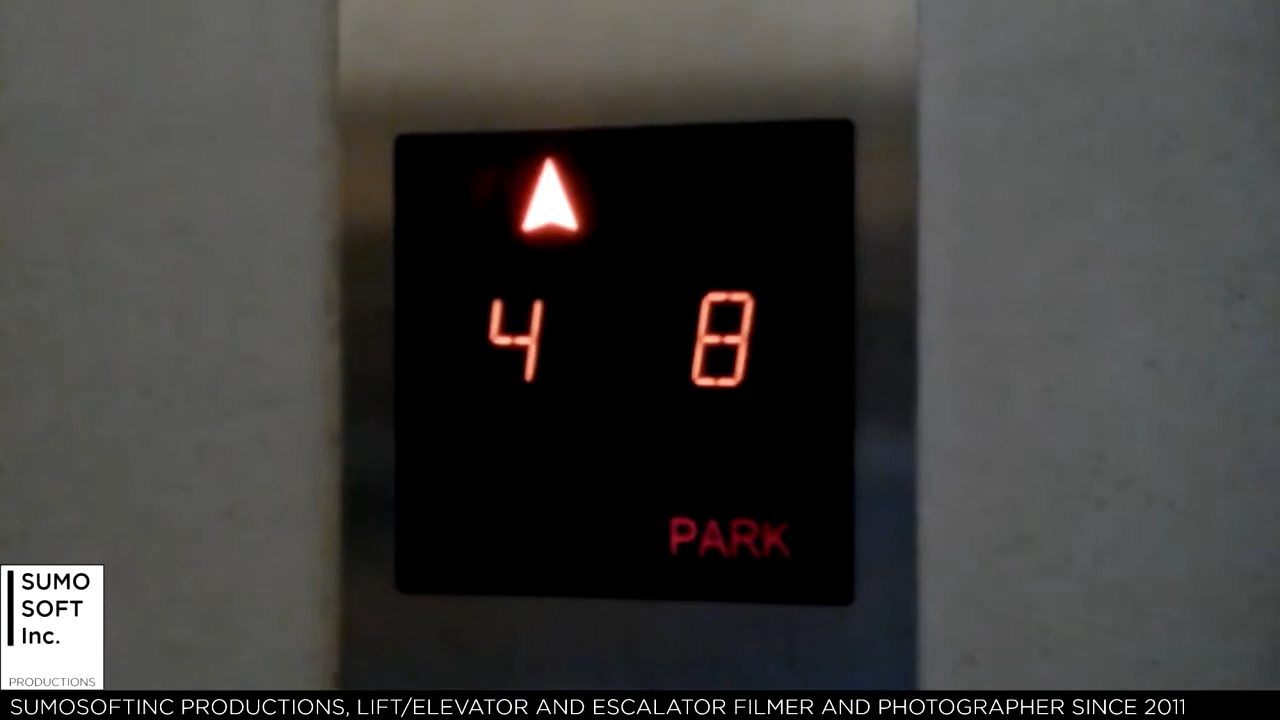 4 8
PARK
SUMO
SOFT
Inc.
PRODUCTIONS
SUMOSOFTINC PRODUCTIONS, LIFT/ELEVATOR AND ESCALATOR FILMER AND PHOTOGRAPHER SINCE 2011